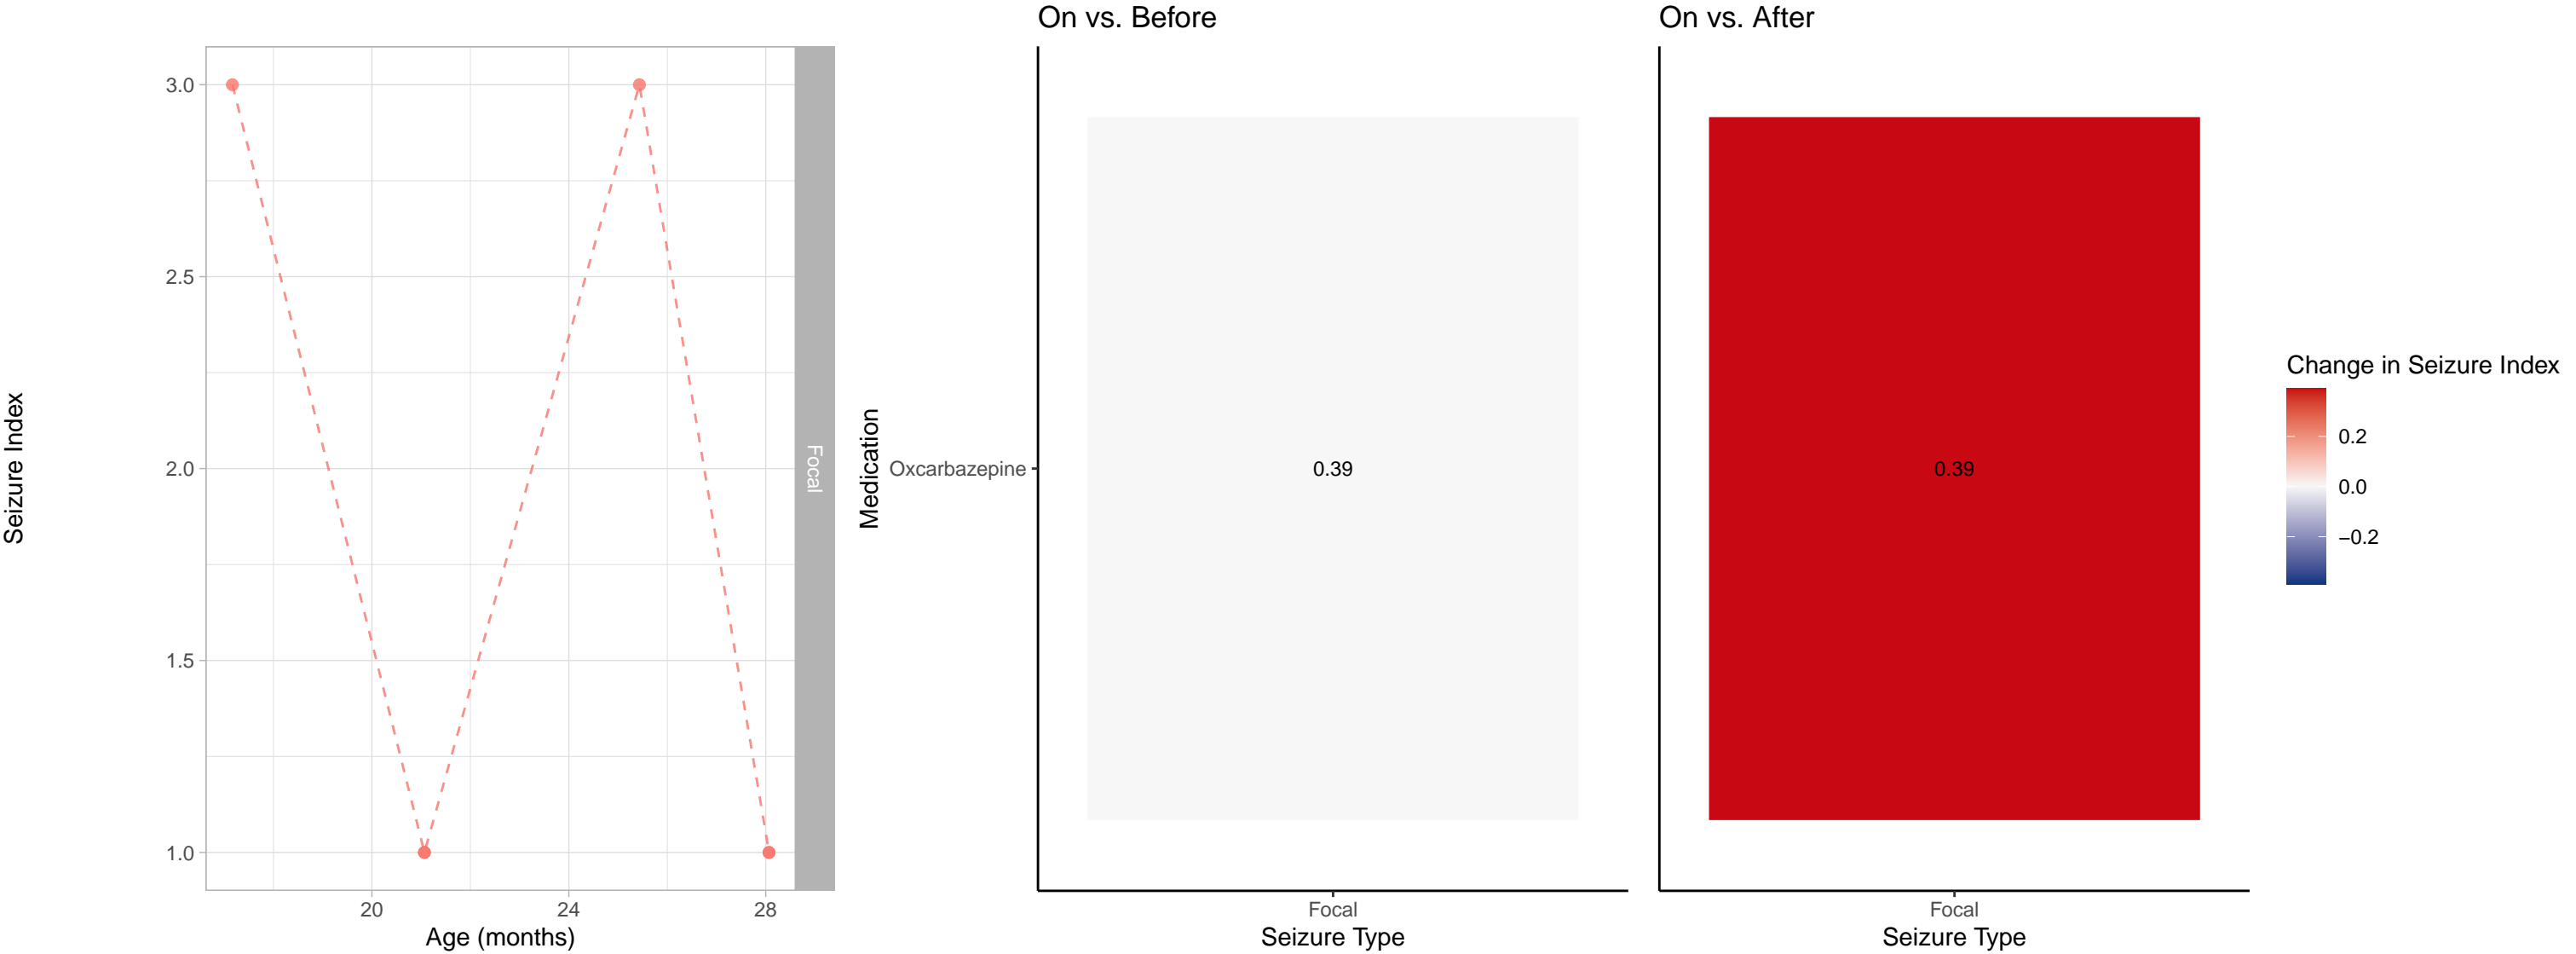 Seizure Index
3.0
2.5
2.0
1.5
1.0
20
24
28
Age (months)
Focal
On vs. Before
Medication
Oxcarbazepine
0.39
Focal
Seizure Type
On vs. After
0.39
Focal
Seizure Type
Change in Seizure Index
0.2
0.0
−0.2